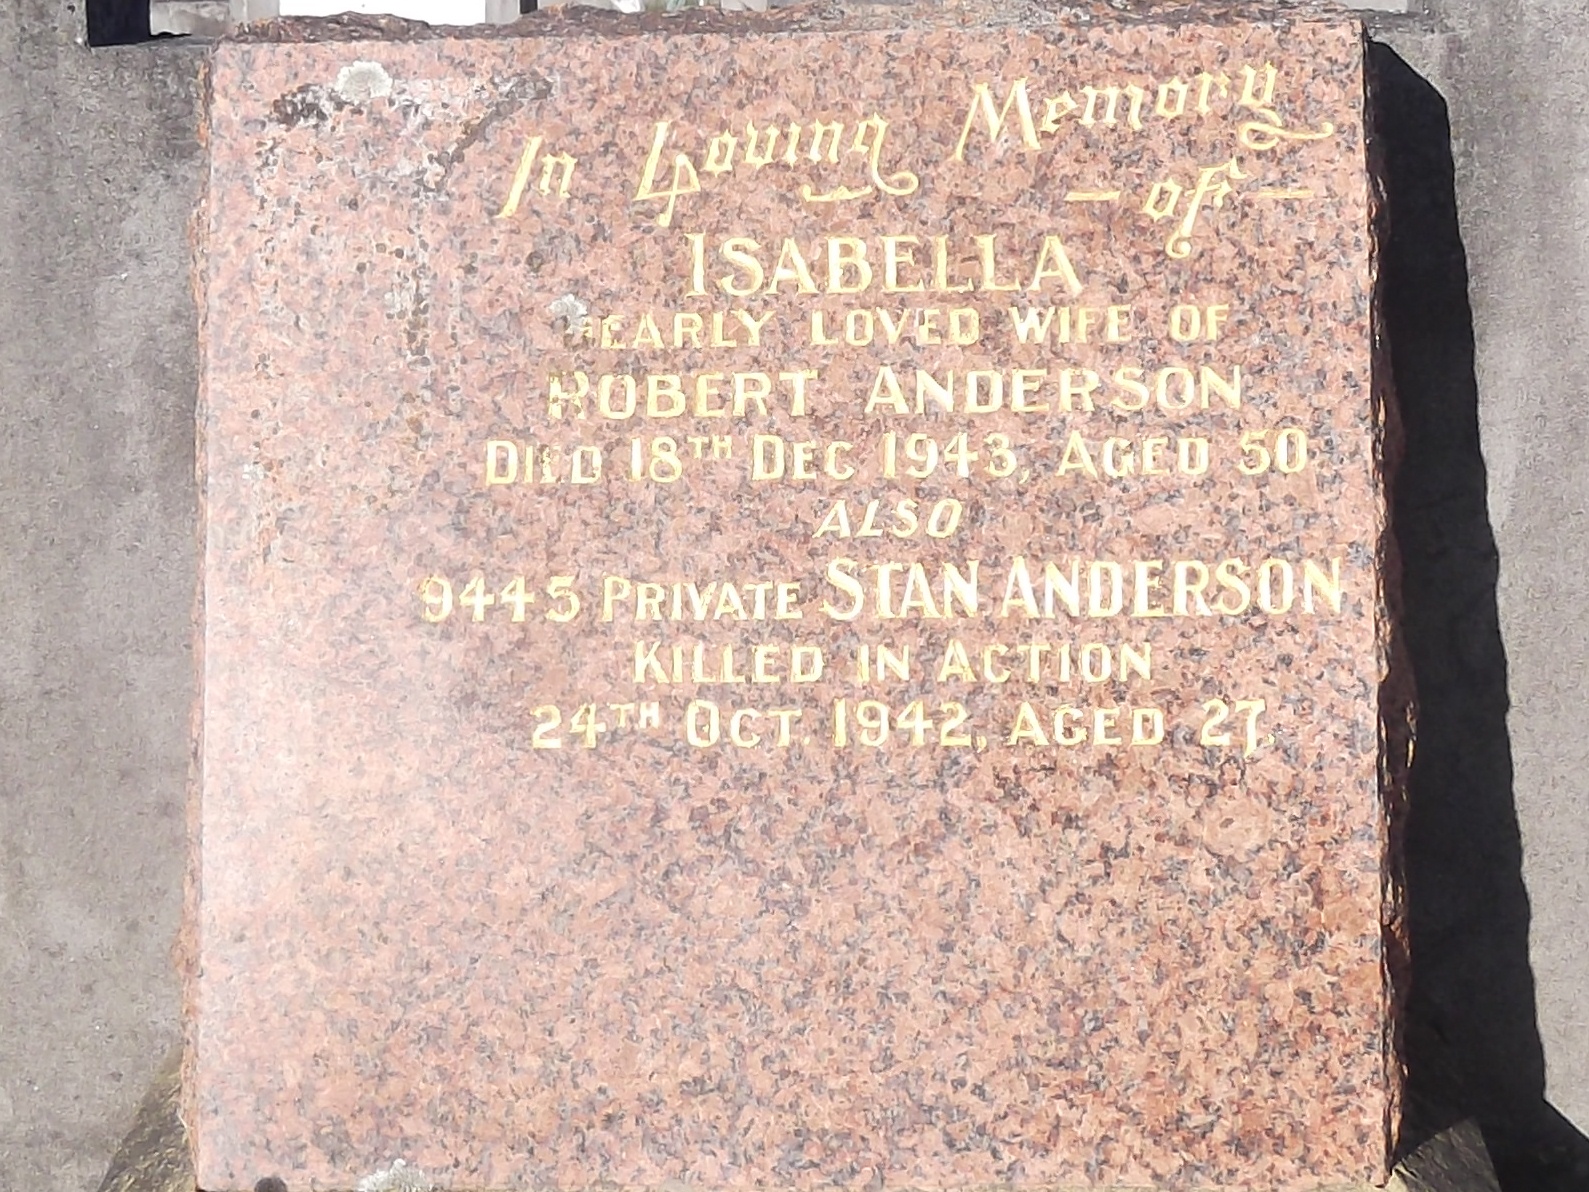 In Loving Memory
- of -
ISABELLA
DEARLY LOVED WIFE OF
ROBERT ANDERSON
DIED 18TH DEC 1943, AGED 50
ALSO
9445 PRIVATE STAN ANDERSON
KILLED IN ACTION
24TH OCT. 1942, AGED 27.